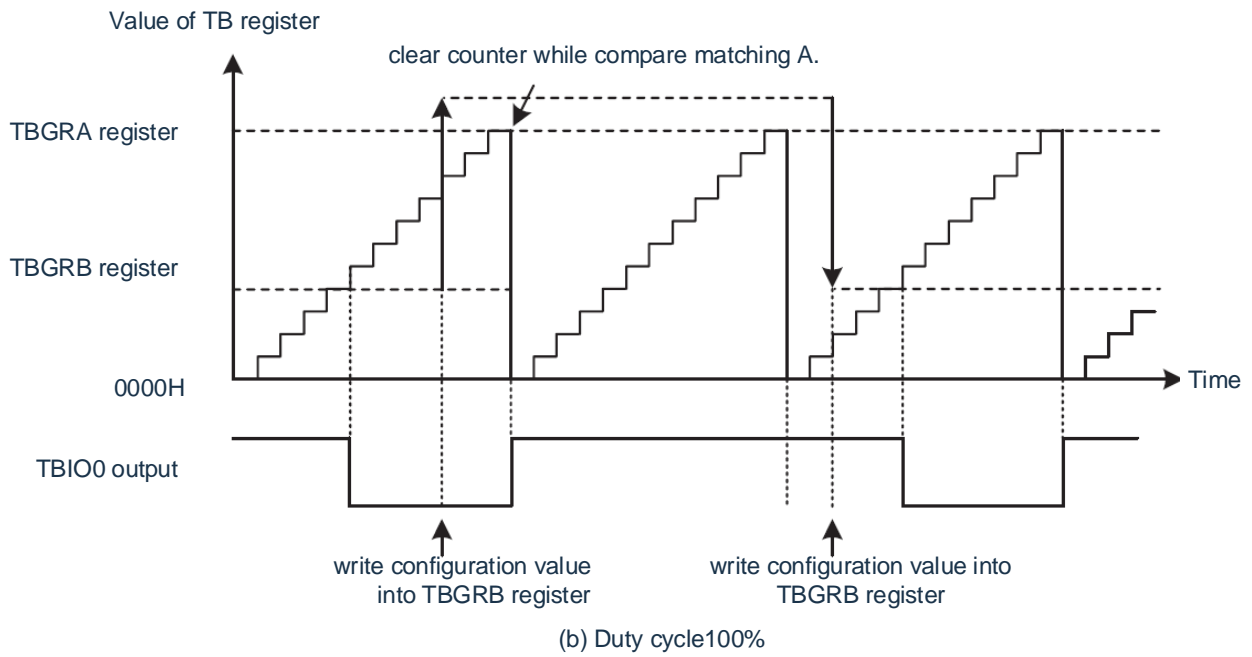 Value of TB register
clear counter while compare matching A.
TBGRA register
TBGRB register
0000H
Time
TBIO0 output
write configuration value
into TBGRB register
write configuration value into
TBGRB register
(b) Duty cycle100%